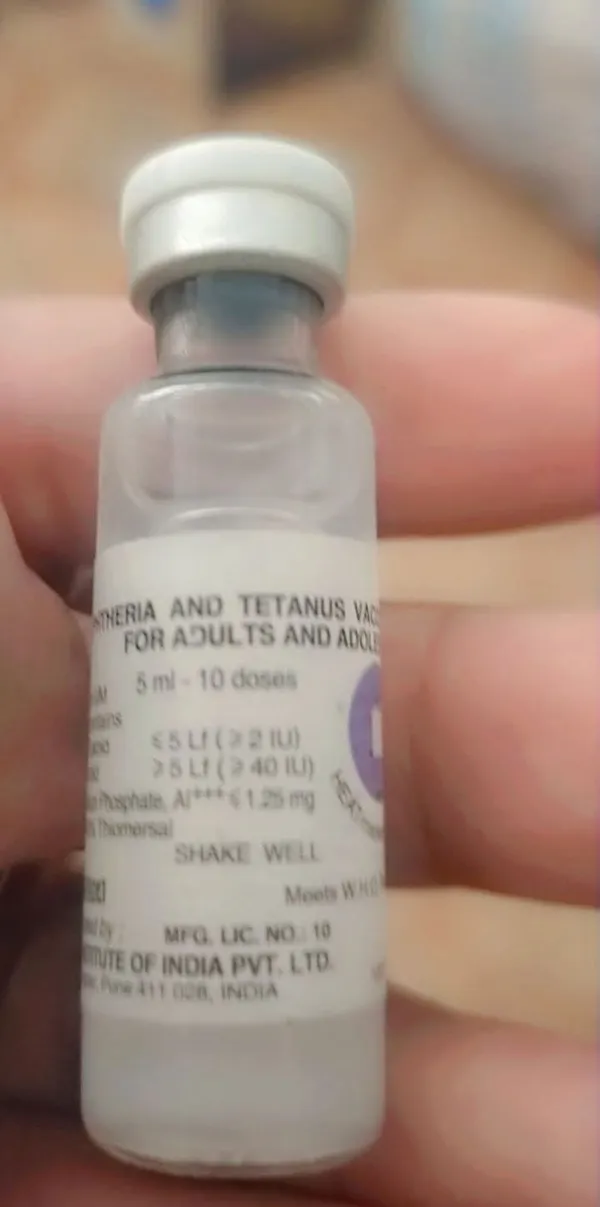 THERIA AND TETANUS VAC
FOR ADULTS AND ADOLE
5 ml - 10 doses
≤ 5 Lf (≥ 2 IU)
≥ 5 Lf (≥ 40 IU)
Phosphate, Al+++ ≤ 1.25 mg
Thiomersal
SHAKE WELL
Meets W.H.O.
by : MFG. LIC. NO.: 10
TUTE OF INDIA PVT. LTD.
Pune 411 028, INDIA